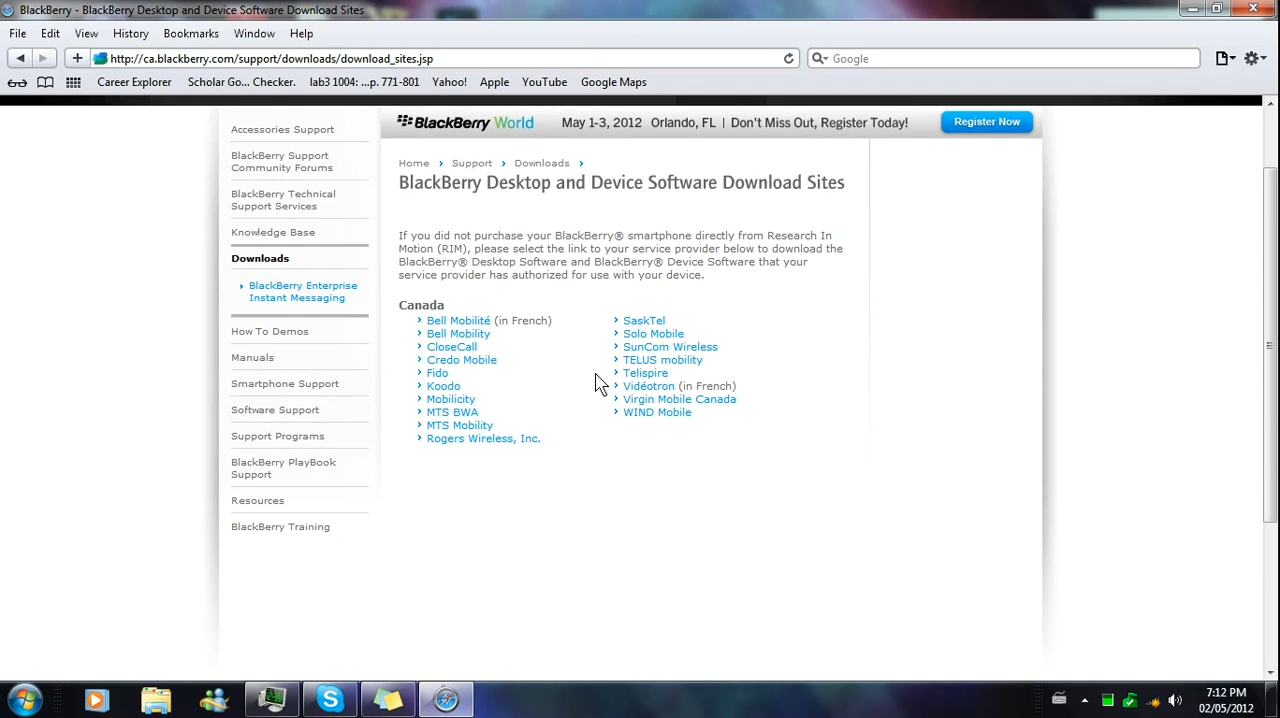 BlackBerry - BlackBerry Desktop and Device Software Download Sites
File Edit View History Bookmarks Window Help
http://ca.blackberry.com/support/downloads/download_sites.jsp
Google
Career Explorer Scholar Go... Checker. lab3 1004: ...p. 771-801 Yahoo! Apple YouTube Google Maps
BlackBerry World May 1-3, 2012 Orlando, FL | Don't Miss Out, Register Today! Register Now
Accessories Support
BlackBerry Support
Community Forums
BlackBerry Technical
Support Services
Knowledge Base
Downloads
BlackBerry Enterprise
Instant Messaging
How To Demos
Manuals
Smartphone Support
Software Support
Support Programs
BlackBerry PlayBook
Support
Resources
BlackBerry Training
Home › Support › Downloads ›
BlackBerry Desktop and Device Software Download Sites
If you did not purchase your BlackBerry® smartphone directly from Research In
Motion (RIM), please select the link to your service provider below to download the
BlackBerry® Desktop Software and BlackBerry® Device Software that your
service provider has authorized for use with your device.
Canada
Bell Mobilité (in French)
Bell Mobility
CloseCall
Credo Mobile
Fido
Koodo
Mobilicity
MTS BWA
MTS Mobility
Rogers Wireless, Inc.
SaskTel
Solo Mobile
SunCom Wireless
TELUS mobility
Telispire
Vidéotron (in French)
Virgin Mobile Canada
WIND Mobile
7:12 PM
02/05/2012